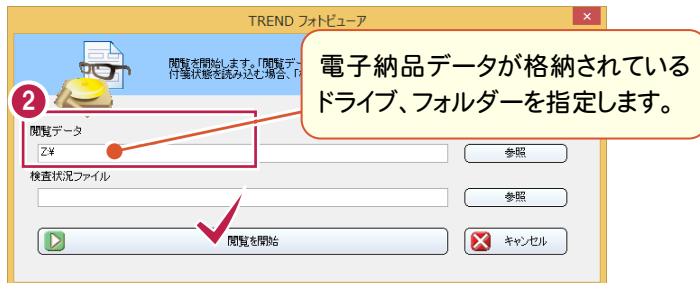 TREND フォトビューア
×
閲覧を開始します。「閲覧デー
付箋状態を読み込む場合、「
電子納品データが格納されている
ドライブ、フォルダーを指定します。
2
閲覧データ
Z¥
参照
検査状況ファイル
参照
閲覧を開始
キャンセル